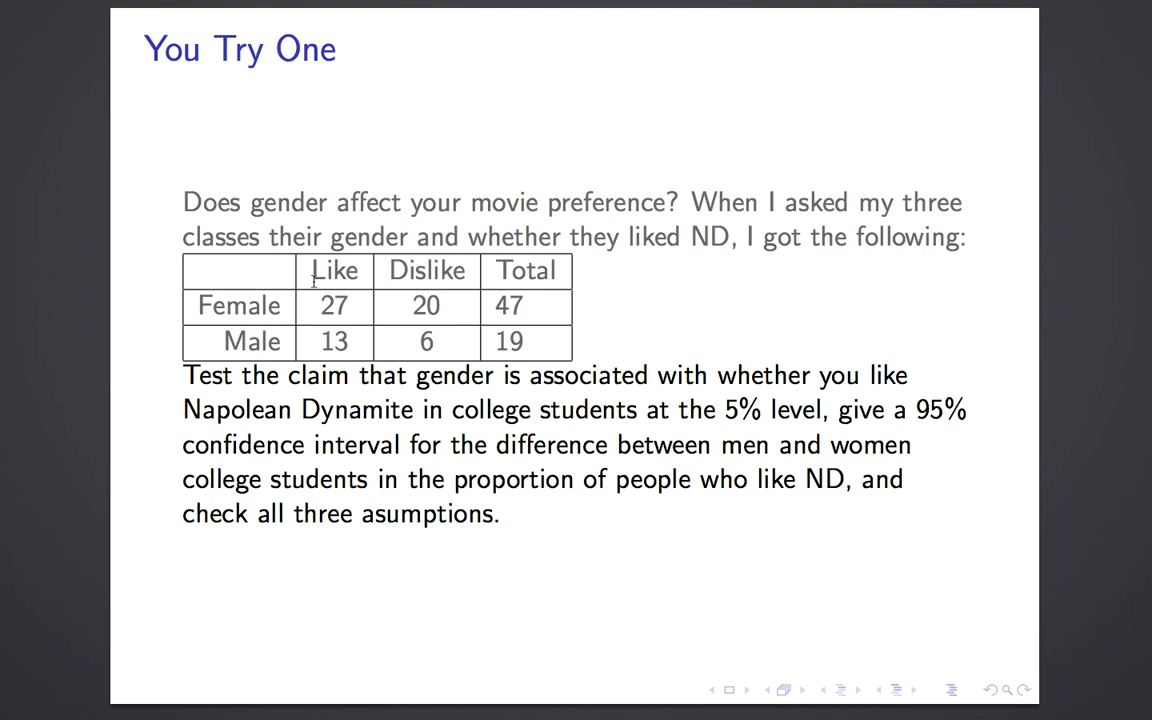 You Try One
Does gender affect your movie preference? When I asked my three
classes their gender and whether they liked ND, I got the following:
Like Dislike Total
Female 27 20 47
Male 13 6 19
Test the claim that gender is associated with whether you like
Napolean Dynamite in college students at the 5% level, give a 95%
confidence interval for the difference between men and women
college students in the proportion of people who like ND, and
check all three asumptions.